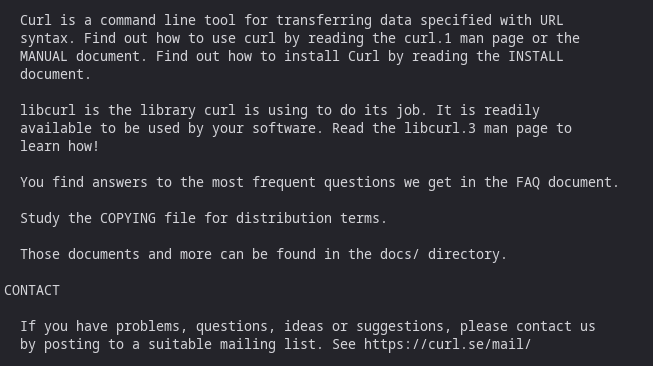 Curl is a command line tool for transferring data specified with URL
syntax. Find out how to use curl by reading the curl.1 man page or the
MANUAL document. Find out how to install Curl by reading the INSTALL
document.
libcurl is the library curl is using to do its job. It is readily
available to be used by your software. Read the libcurl.3 man page to
learn how!
You find answers to the most frequent questions we get in the FAQ document.
Study the COPYING file for distribution terms.
Those documents and more can be found in the docs/ directory.
CONTACT
If you have problems, questions, ideas or suggestions, please contact us
by posting to a suitable mailing list. See https://curl.se/mail/